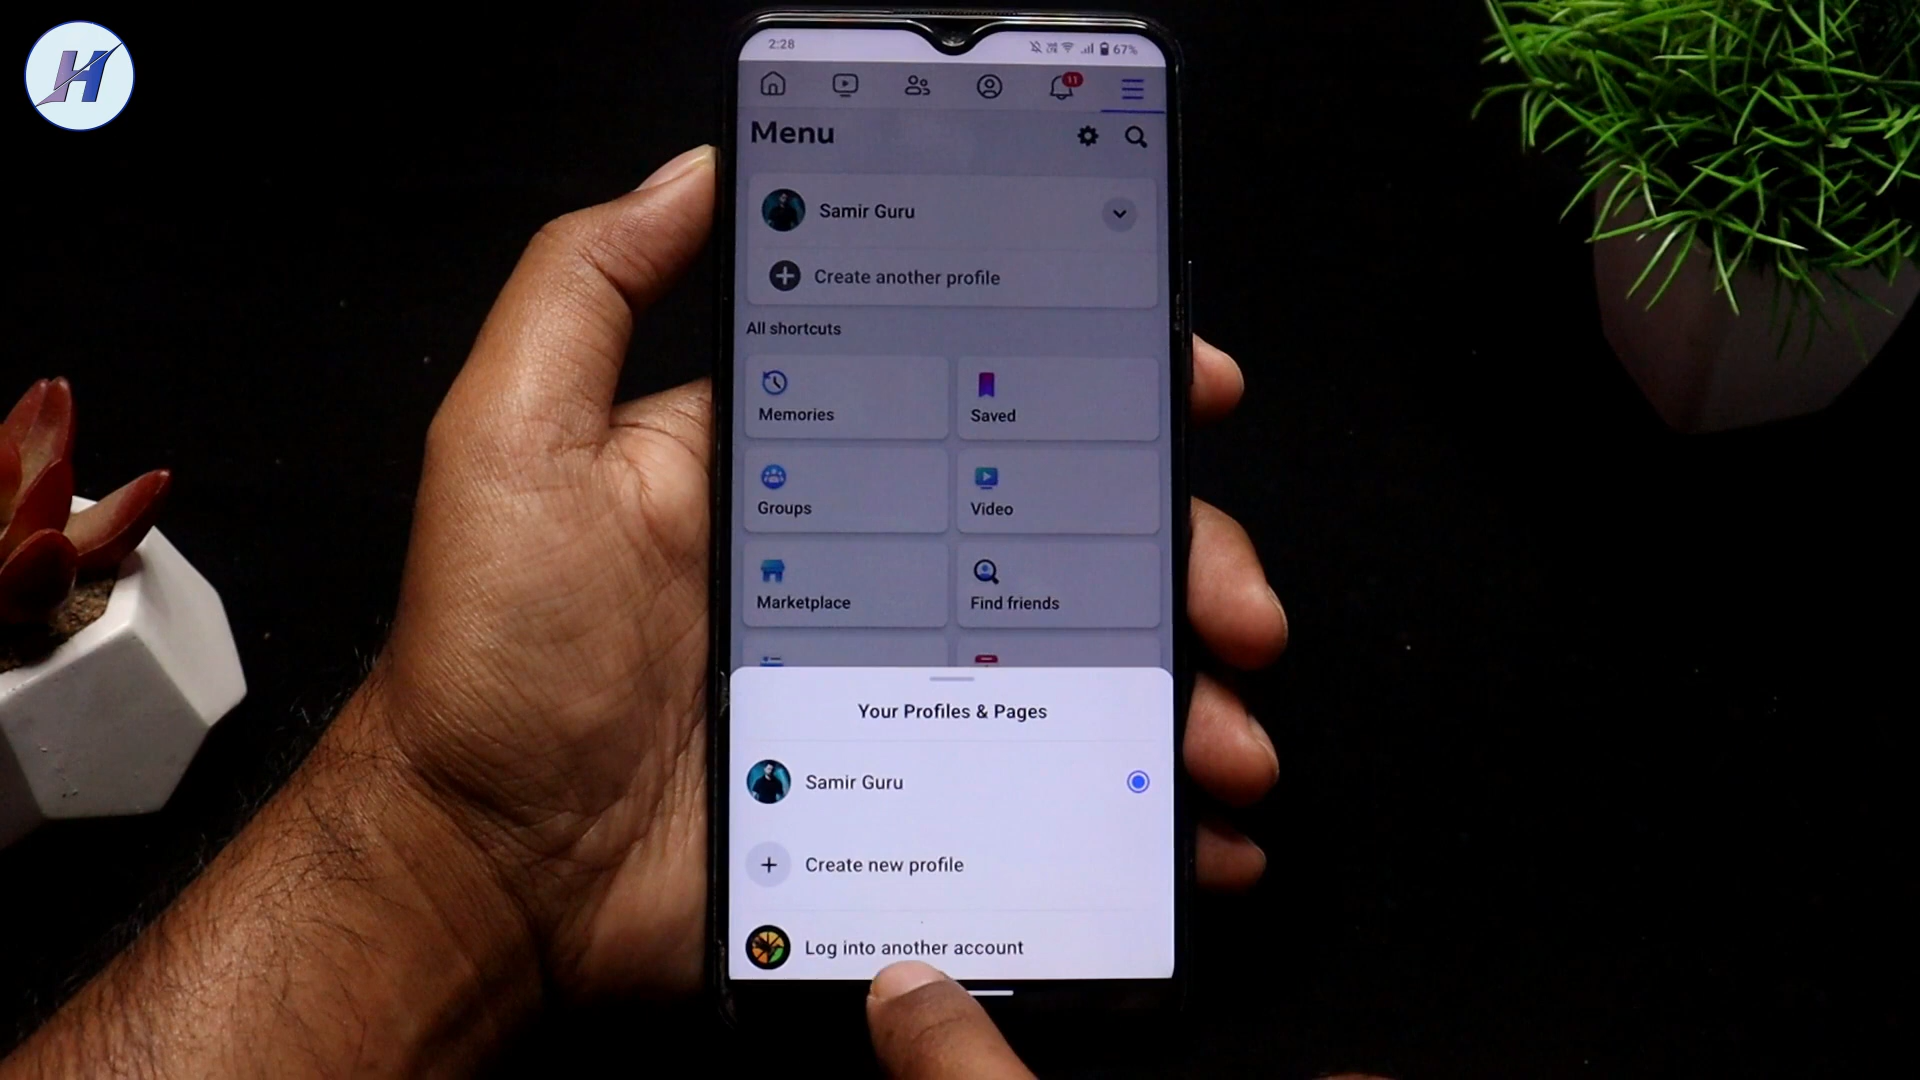 H
2:28
67%
11
Menu
Samir Guru
Create another profile
All shortcuts
Memories
Saved
Groups
Video
Marketplace
Find friends
Your Profiles & Pages
Samir Guru
Create new profile
Log into another account